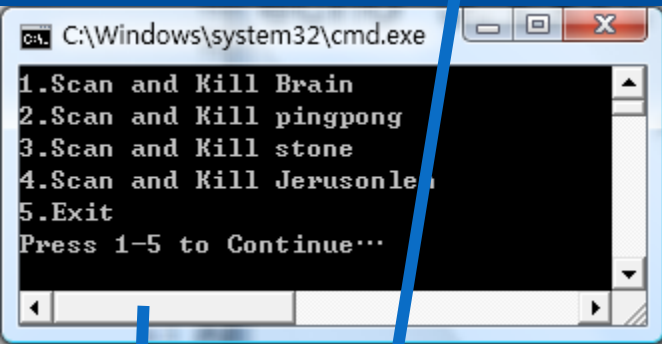 C:\Windows\system32\cmd.exe
1.Scan and Kill Brain
2.Scan and Kill pingpong
3.Scan and Kill stone
4.Scan and Kill Jerusonlem
5.Exit
Press 1-5 to Continue…